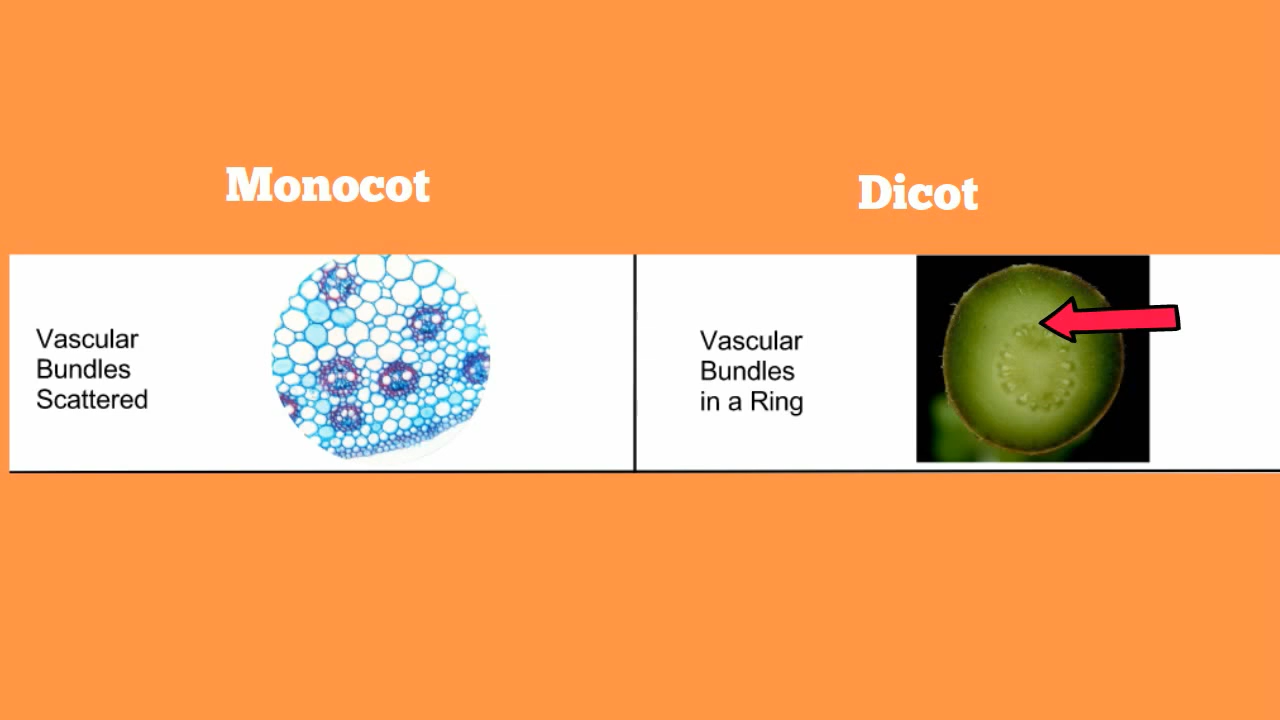 Monocot
Dicot
Vascular
Bundles
Scattered
Vascular
Bundles
in a Ring